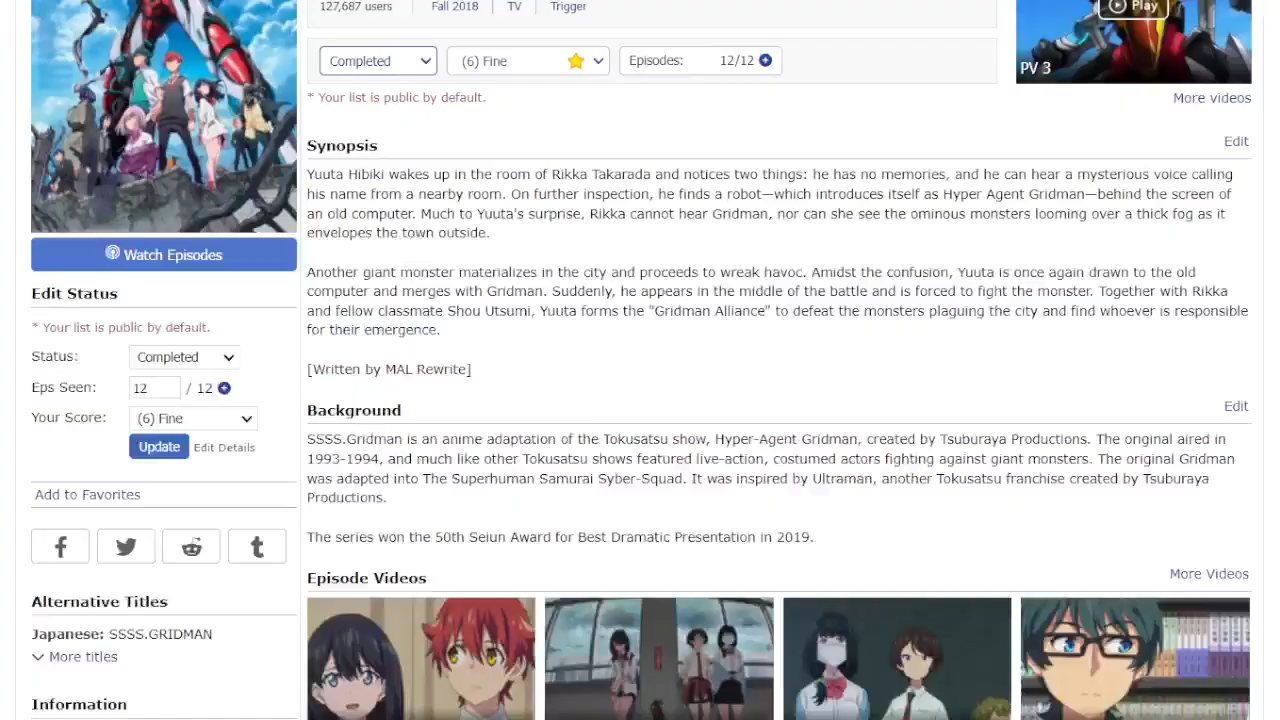 127,687 users Fall 2018 TV Trigger
Play
Completed (6) Fine Episodes: 12/12
PV 3
* Your list is public by default.
More videos
Synopsis Edit
Yuuta Hibiki wakes up in the room of Rikka Takarada and notices two things: he has no memories, and he can hear a mysterious voice calling
his name from a nearby room. On further inspection, he finds a robot—which introduces itself as Hyper Agent Gridman—behind the screen of
an old computer. Much to Yuuta's surprise, Rikka cannot hear Gridman, nor can she see the ominous monsters looming over a thick fog as it
envelopes the town outside.
Another giant monster materializes in the city and proceeds to wreak havoc. Amidst the confusion, Yuuta is once again drawn to the old
computer and merges with Gridman. Suddenly, he appears in the middle of the battle and is forced to fight the monster. Together with Rikka
and fellow classmate Shou Utsumi, Yuuta forms the "Gridman Alliance" to defeat the monsters plaguing the city and find whoever is responsible
for their emergence.
[Written by MAL Rewrite]
Background Edit
SSSS.Gridman is an anime adaptation of the Tokusatsu show, Hyper-Agent Gridman, created by Tsuburaya Productions. The original aired in
1993-1994, and much like other Tokusatsu shows featured live-action, costumed actors fighting against giant monsters. The original Gridman
was adapted into The Superhuman Samurai Syber-Squad. It was inspired by Ultraman, another Tokusatsu franchise created by Tsuburaya
Productions.
The series won the 50th Seiun Award for Best Dramatic Presentation in 2019.
Episode Videos More Videos
Watch Episodes
Edit Status
* Your list is public by default.
Status: Completed
Eps Seen: 12 / 12
Your Score: (6) Fine
Update Edit Details
Add to Favorites
Alternative Titles
Japanese: SSSS.GRIDMAN
More titles
Information